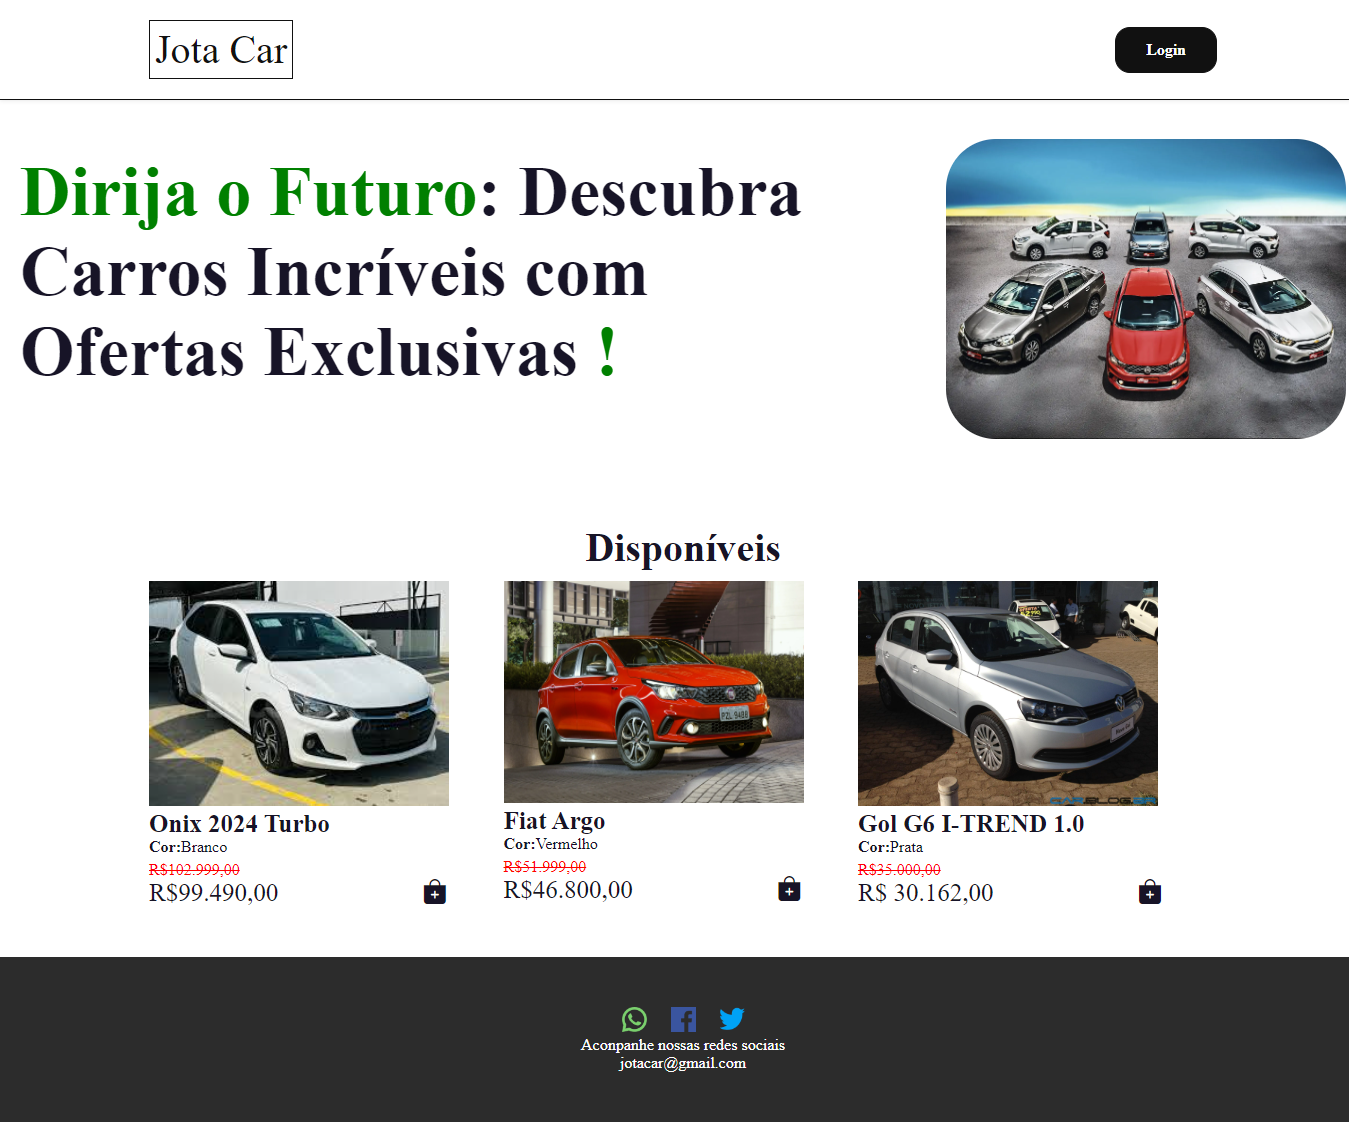 Jota Car
Login
Dirija o Futuro: Descubra
Carros Incríveis com
Ofertas Exclusivas !
Disponíveis
PZL 9488
Onix 2024 Turbo
Cor:Branco
R$102.999,00
R$99.490,00
Fiat Argo
Cor:Vermelho
R$51.999,00
R$46.800,00
Gol G6 I-TREND 1.0
Cor:Prata
R$35.000,00
R$ 30.162,00
Aconpanhe nossas redes sociais
jotacar@gmail.com